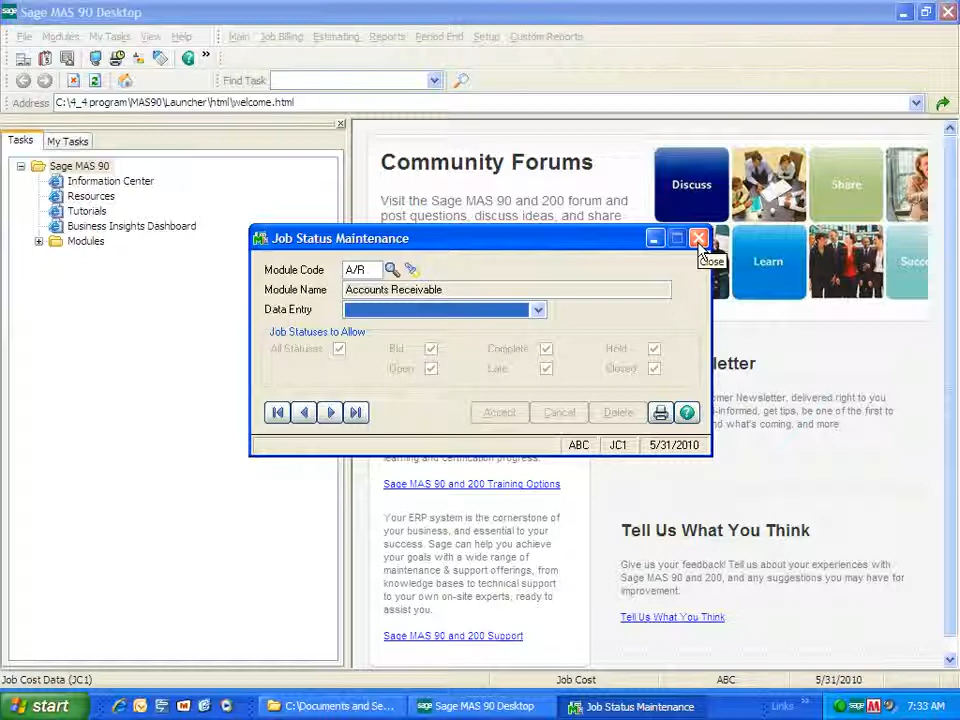 Sage MAS 90 Desktop
File Modules My Tasks View Help Main Job Billing Estimating Reports Period End Setup Custom Reports
Find Task
Address C:\4_4 program\MAS90\Launcher\html\welcome.html
Tasks My Tasks
Sage MAS 90
Information Center
Resources
Tutorials
Business Insights Dashboard
Modules
Community Forums
Visit the Sage MAS 90 and 200 forum and
post questions, discuss ideas, and share
Discuss
Share
Learn
Succ
Job Status Maintenance
Close
Module Code A/R
Module Name Accounts Receivable
Data Entry
Job Statuses to Allow
All Statuses Bid Complete Hold
Open Late Closed
Accept Cancel Delete
ABC JC1 5/31/2010
letter
omer Newsletter, delivered right to you
-informed, get tips, be one of the first to
nd what's coming, and more
learning and certification progress.
Sage MAS 90 and 200 Training Options
Your ERP system is the cornerstone of
your business, and essential to your
success. Sage can help you achieve
your goals with a wide range of
maintenance & support offerings, from
knowledge bases to technical support
to your own on-site experts, ready to
assist you.
Sage MAS 90 and 200 Support
Tell Us What You Think
Give us your feedback! Tell us about your experiences with
Sage MAS 90 and 200, and any suggestions you may have for
improvement.
Tell Us What You Think
Job Cost Data (JC1) Job Cost ABC 5/31/2010
start C:\Documents and Se... Sage MAS 90 Desktop Job Status Maintenance Links sage 7:33 AM